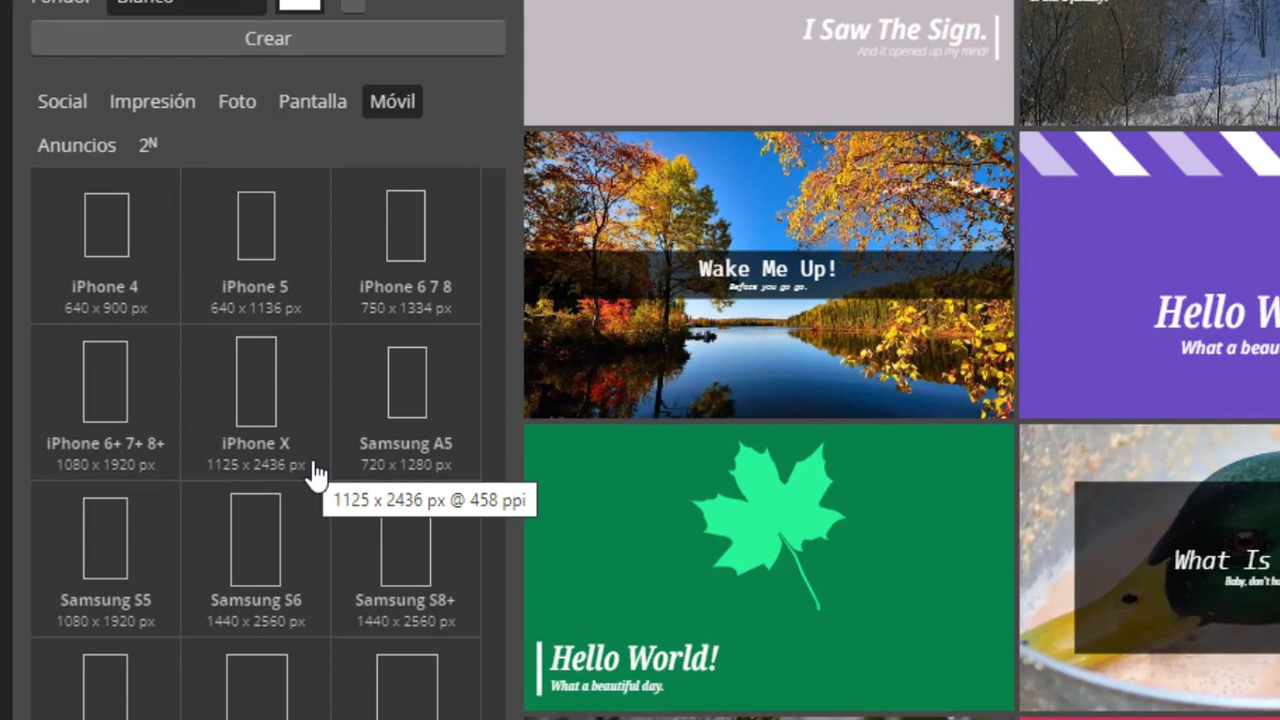 Fondo:
Blanco
Crear
Social Impresión Foto Pantalla Móvil
Anuncios 2ᴺ
iPhone 4
640 x 900 px
iPhone 5
640 x 1136 px
iPhone 6 7 8
750 x 1334 px
iPhone 6+ 7+ 8+
1080 x 1920 px
iPhone X
1125 x 2436 px
Samsung A5
720 x 1280 px
1125 x 2436 px @ 458 ppi
Samsung S5
1080 x 1920 px
Samsung S6
1440 x 2560 px
Samsung S8+
1440 x 2560 px
I Saw The Sign.
And it opened up my mind!
Wake Me Up!
Before you go go.
Hello W
What a beau
Hello World!
What a beautiful day.
What Is
Baby, don't h